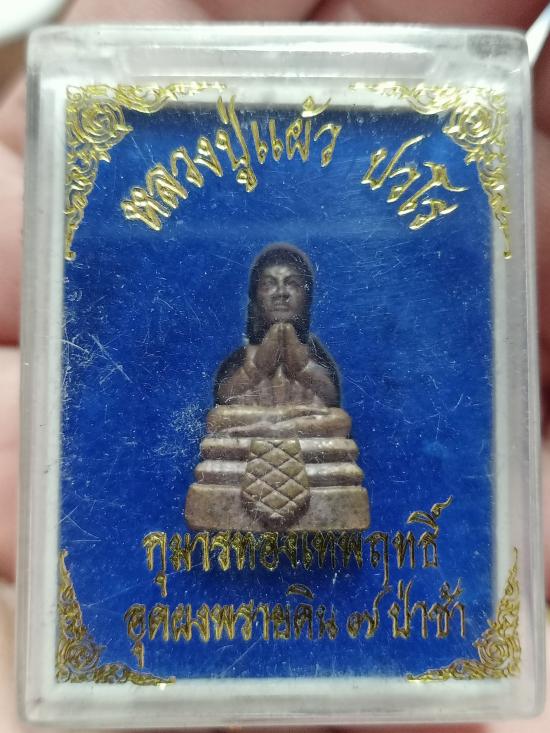 หลวงปู่แผ้ว ปวโร
กุมารทองเทพฤทธิ์
อุดผงพรายดิน ๗ ป่าช้า